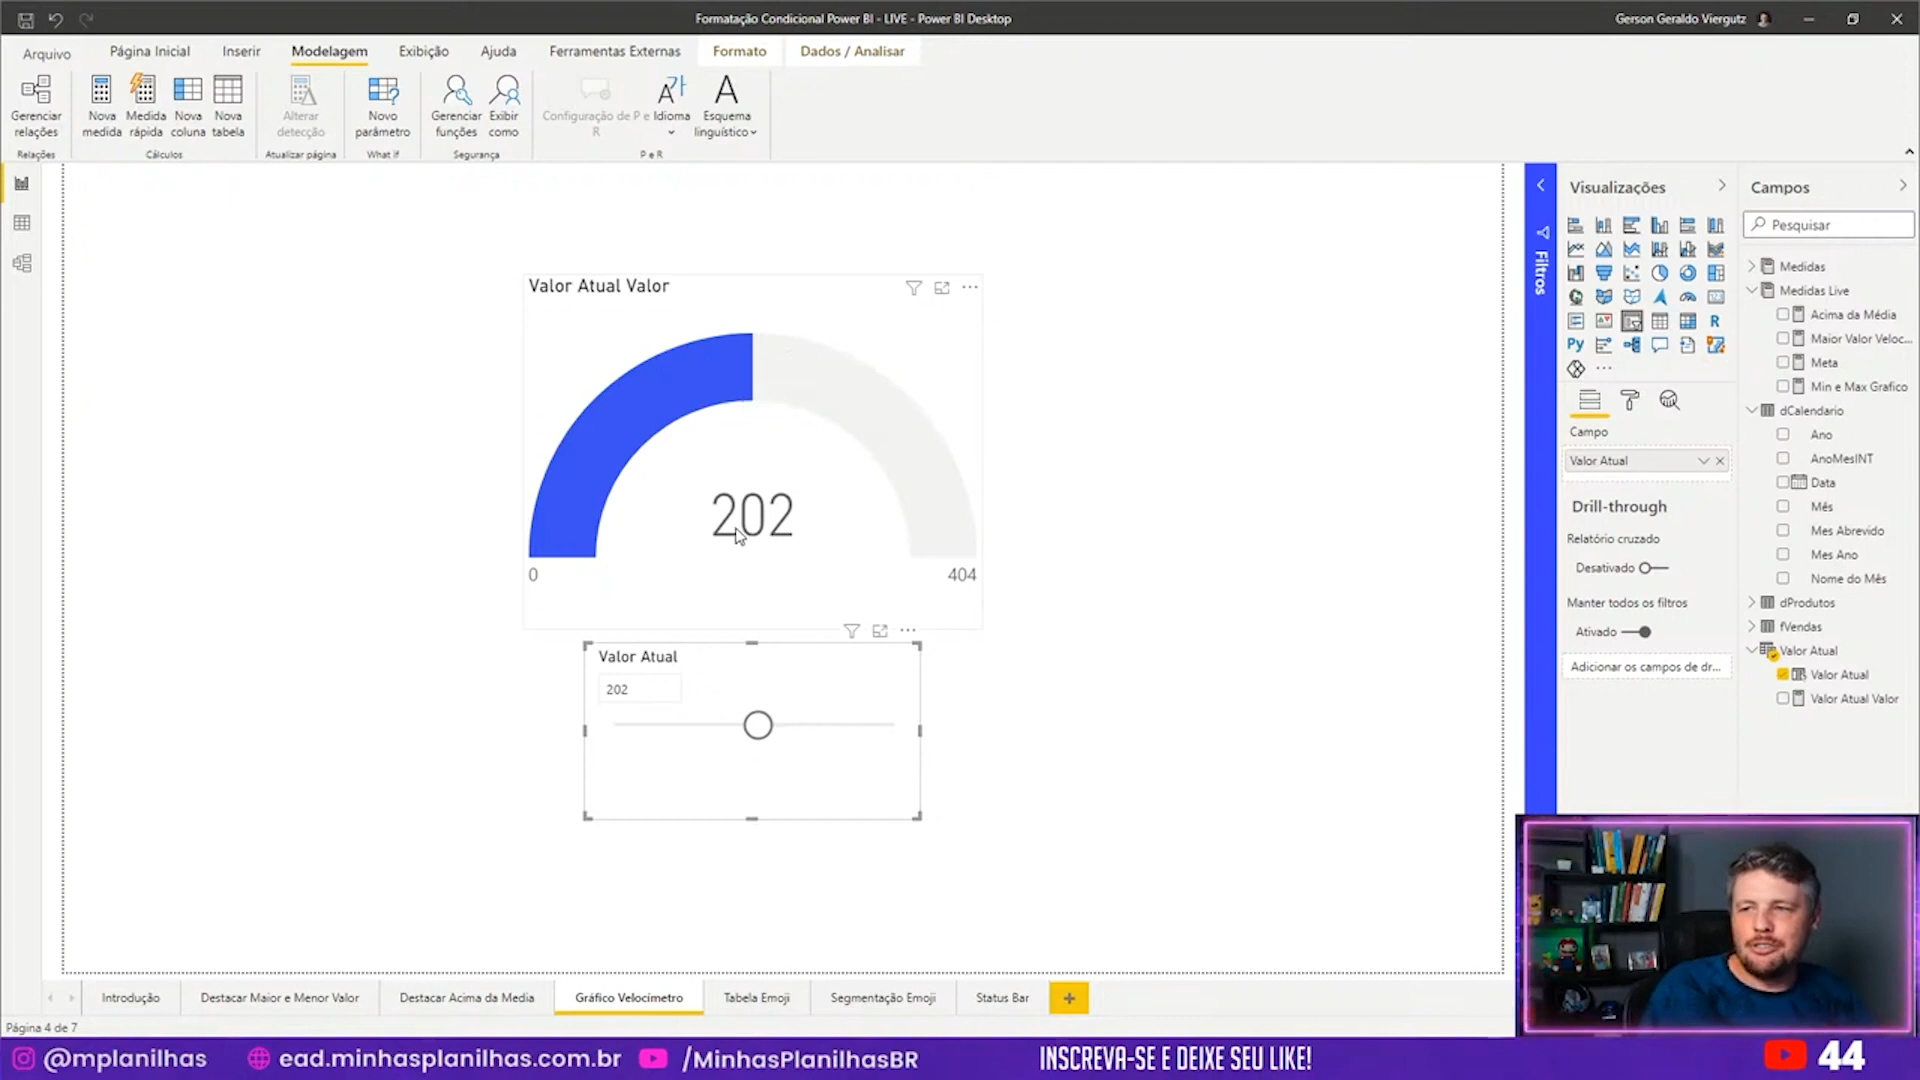 Formatação Condicional Power BI - LIVE - Power BI Desktop
Gerson Geraldo Viergutz
Arquivo
Página Inicial
Inserir
Modelagem
Exibição
Ajuda
Ferramentas Externas
Formato
Dados / Analisar
Gerenciar relações
Nova medida
Medida rápida
Nova coluna
Nova tabela
Alterar detecção
Novo parâmetro
Gerenciar funções
Exibir como
Configuração de P e R
Idioma
Esquema linguístico
Relações
Cálculos
Atualizar página
What if
Segurança
P e R
Valor Atual Valor
202
0
404
Valor Atual
202
Filtros
Visualizações
R
Py
Campo
Valor Atual
Drill-through
Relatório cruzado
Desativado
Manter todos os filtros
Ativado
Adicionar os campos de dr...
Campos
Pesquisar
Medidas
Medidas Live
Acima da Média
Maior Valor Veloc...
Meta
Min e Max Grafico
dCalendario
Ano
AnoMesINT
Data
Mês
Mes Abrevido
Mes Ano
Nome do Mês
dProdutos
fVendas
Valor Atual
Valor Atual
Valor Atual Valor
Introdução
Destacar Maior e Menor Valor
Destacar Acima da Media
Gráfico Velocímetro
Tabela Emoji
Segmentação Emoji
Status Bar
+
Página 4 de 7
@mplanilhas
ead.minhasplanilhas.com.br
/MinhasPlanilhasBR
INSCREVA-SE E DEIXE SEU LIKE!
44